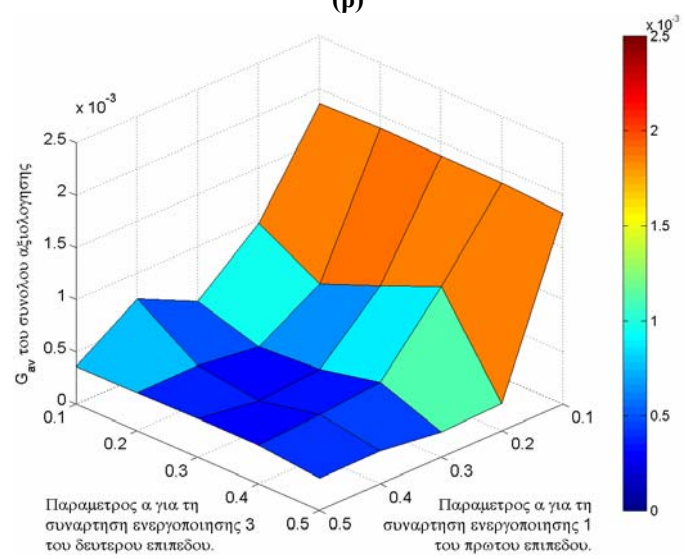 (ρ)
x 10⁻³
x 10⁻³
2.5
2
1.5
1
0.5
0
G_av του συνολου αξιολογησης
0.1
0.2
0.3
0.4
0.5
Παραμετρος α για τη
συναρτηση ενεργοποιησης 3
του δευτερου επιπεδου.
0.5
0.4
0.3
0.2
0.1
Παραμετρος α για τη
συναρτηση ενεργοποιησης 1
του πρωτου επιπεδου.
2.5
2
1.5
1
0.5
0